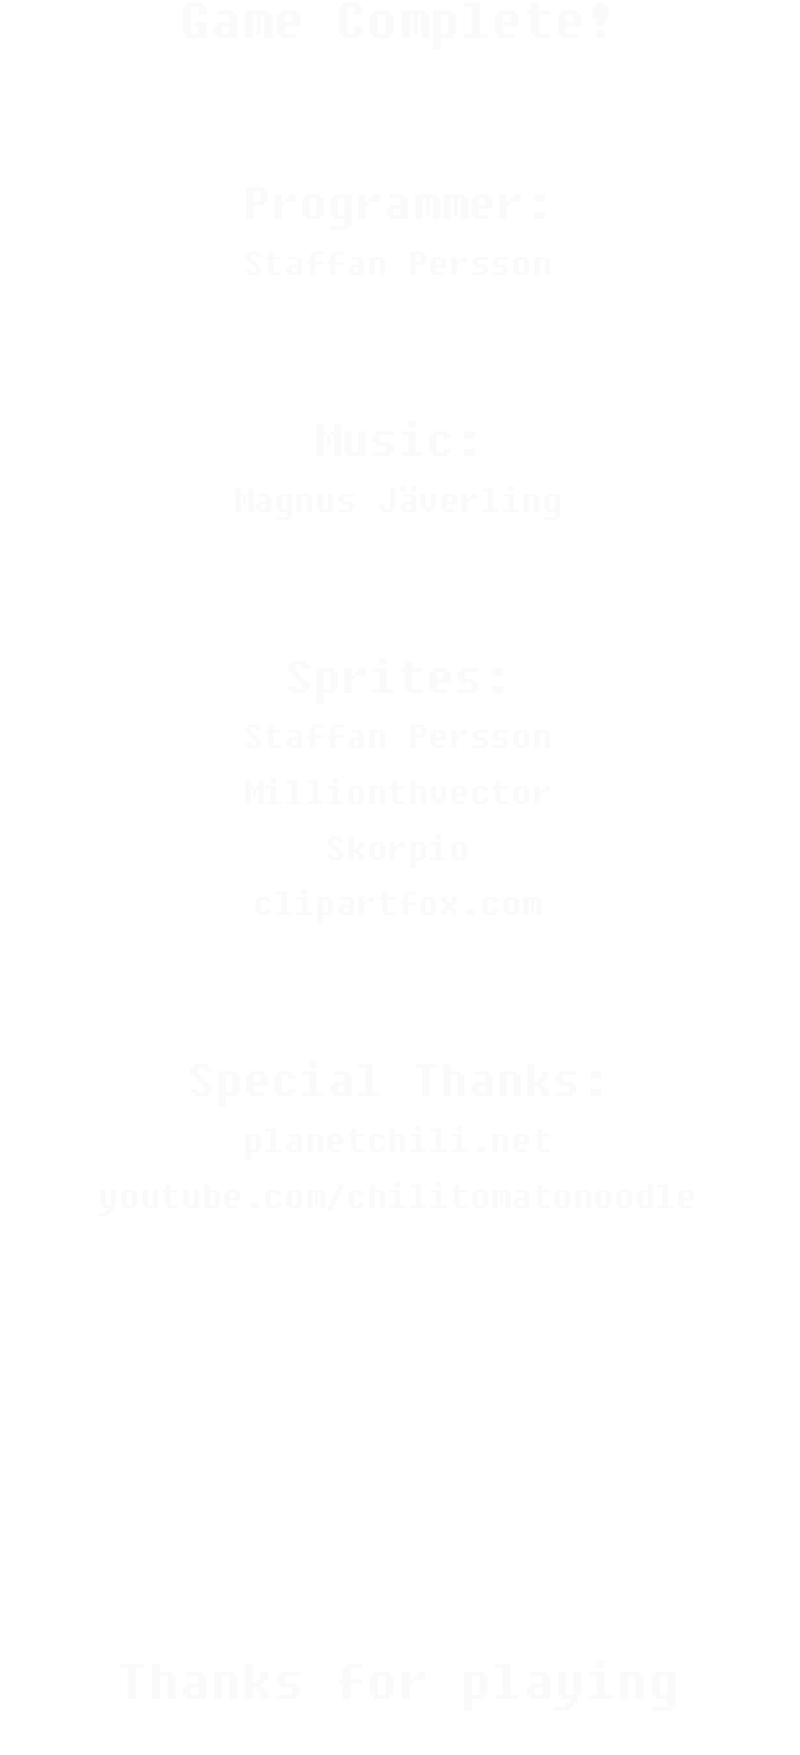 Game Complete!
Programmer:
Staffan Persson
Music:
Magnus Jäverling
Sprites:
Staffan Persson
Millionthvector
Skorpio
clipartfox.com
Special Thanks:
planetchili.net
youtube.com/chilitomatonoodle
Thanks for playing